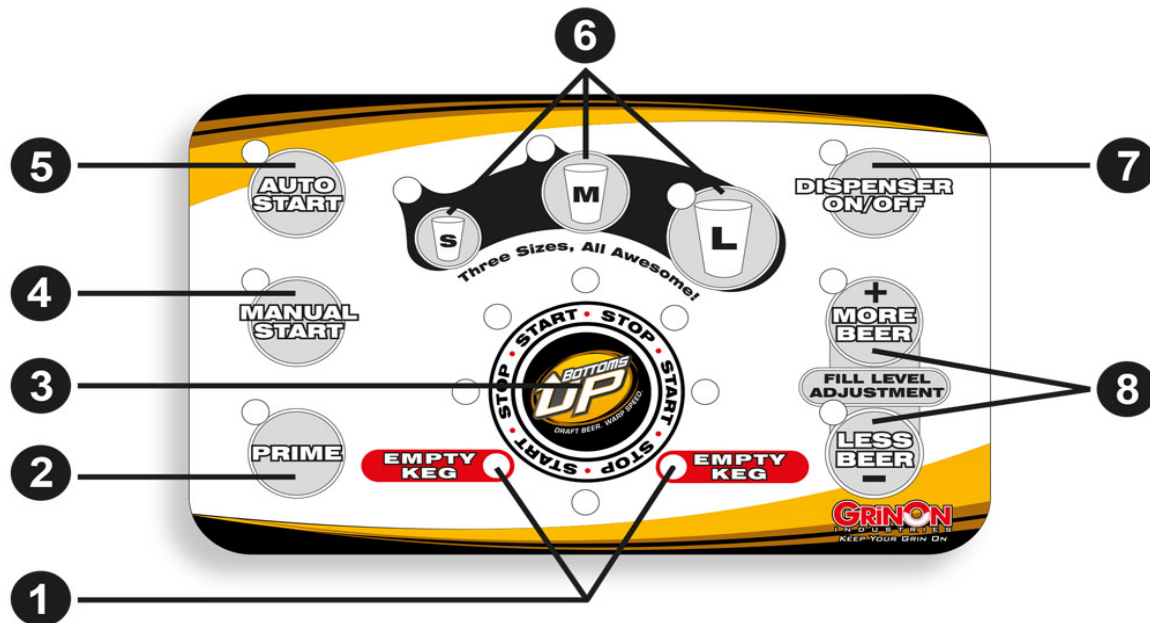 6
5
AUTO
START
S
M
L
DISPENSER
ON/OFF
7
Three Sizes, All Awesome!
4
MANUAL
START
+
MORE
BEER
START • STOP • START • STOP • START • STOP •
3
BOTTOMS
UP
DRAFT BEER. WARP SPEED.
FILL LEVEL
ADJUSTMENT
8
2
PRIME
EMPTY
KEG
EMPTY
KEG
LESS
BEER
-
GRINON
INDUSTRIES
KEEP YOUR GRIN ON
1